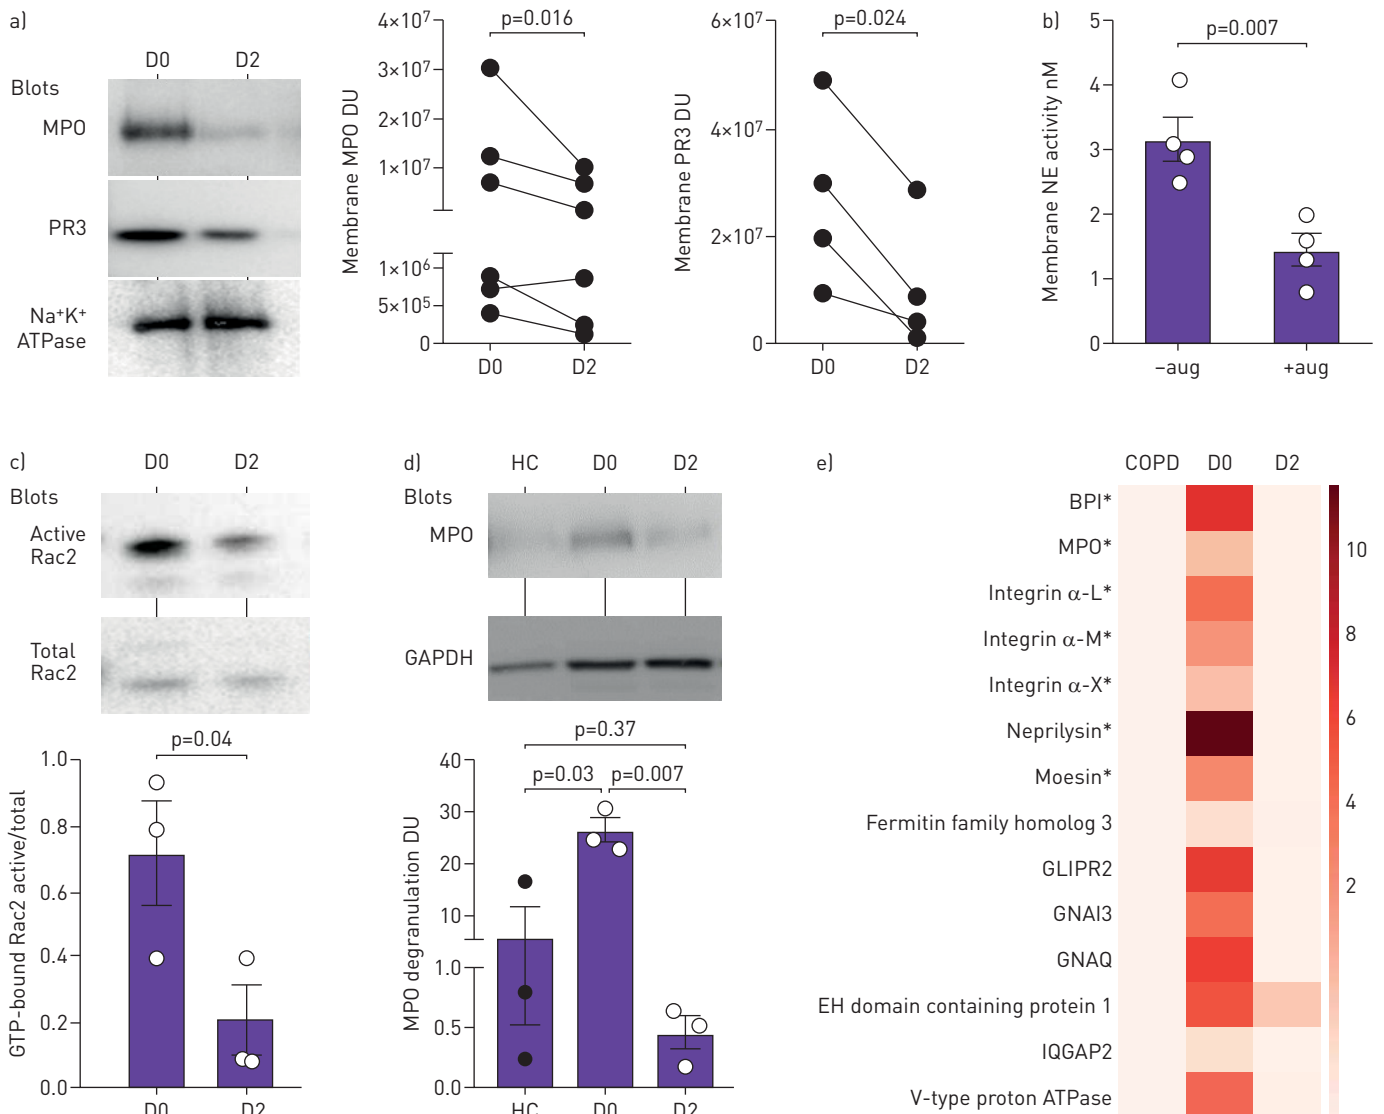 a)
D0 D2
Blots
MPO
PR3
Na⁺K⁺
ATPase
Membrane MPO DU
4×10⁷
3×10⁷
2×10⁷
1×10⁷
1×10⁶
5×10⁵
0
p=0.016
D0 D2
Membrane PR3 DU
6×10⁷
4×10⁷
2×10⁷
0
p=0.024
D0 D2
b)
Membrane NE activity nM
5
4
3
2
1
0
p=0.007
–aug +aug
c)
D0 D2
Blots
Active
Rac2
Total
Rac2
GTP-bound Rac2 active/total
1.0
0.8
0.6
0.4
0.2
0.0
p=0.04
D0 D2
d)
HC D0 D2
Blots
MPO
GAPDH
MPO degranulation DU
40
30
20
10
1.0
0.5
0.0
p=0.37
p=0.03 p=0.007
HC D0 D2
e)
COPD D0 D2
BPI*
MPO*
Integrin α-L*
Integrin α-M*
Integrin α-X*
Neprilysin*
Moesin*
Fermitin family homolog 3
GLIPR2
GNAI3
GNAQ
EH domain containing protein 1
IQGAP2
V-type proton ATPase
10
8
6
4
2